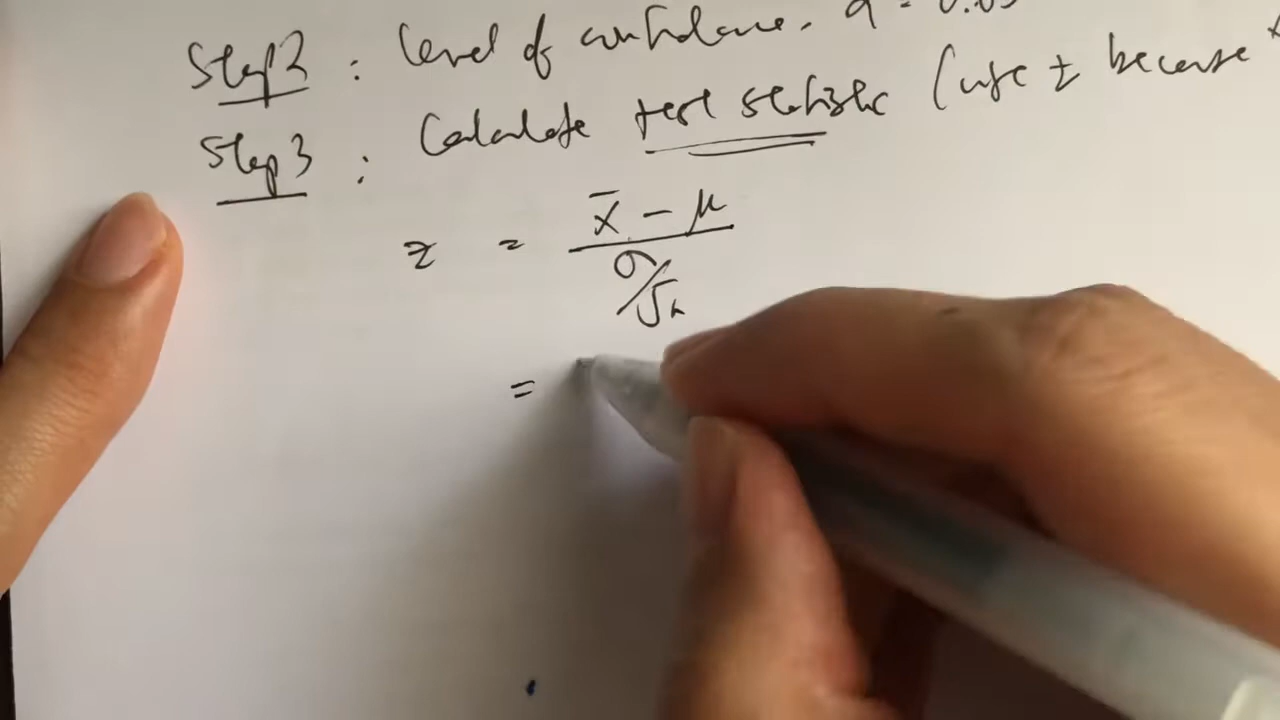 Step 2 : level of confidence. α = 0.05
Step 3 : Calculate test statistic (use z because
z = x̄ - μ
σ/√n
=